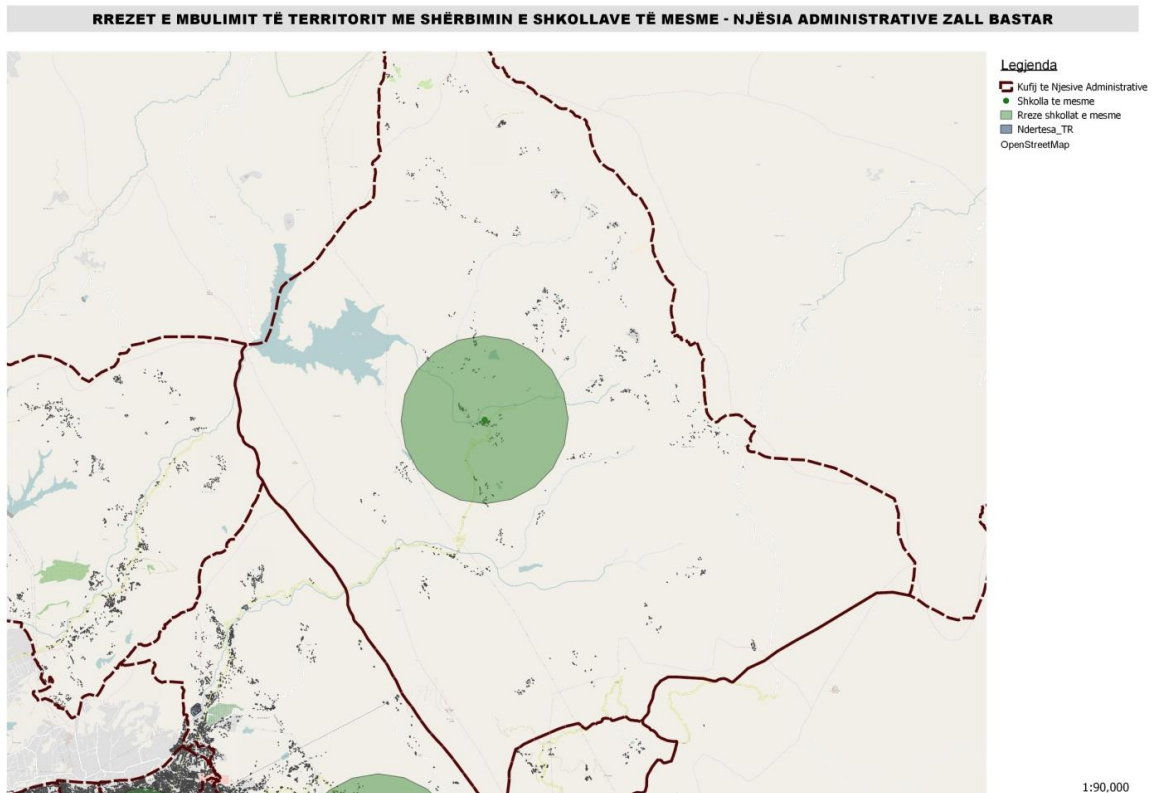 RRREZET E MBULIMIT TË TERRITORIT ME SHËRBIMIN E SHKOLLAVE TË MESME - NJËSIA ADMINISTRATIVE ZALL BASTAR
Legjenda
Kufij te Njesive Administrative
Shkolla te mesme
Rreze shkollat e mesme
Ndertesa_TR
OpenStreetMap
1:90,000